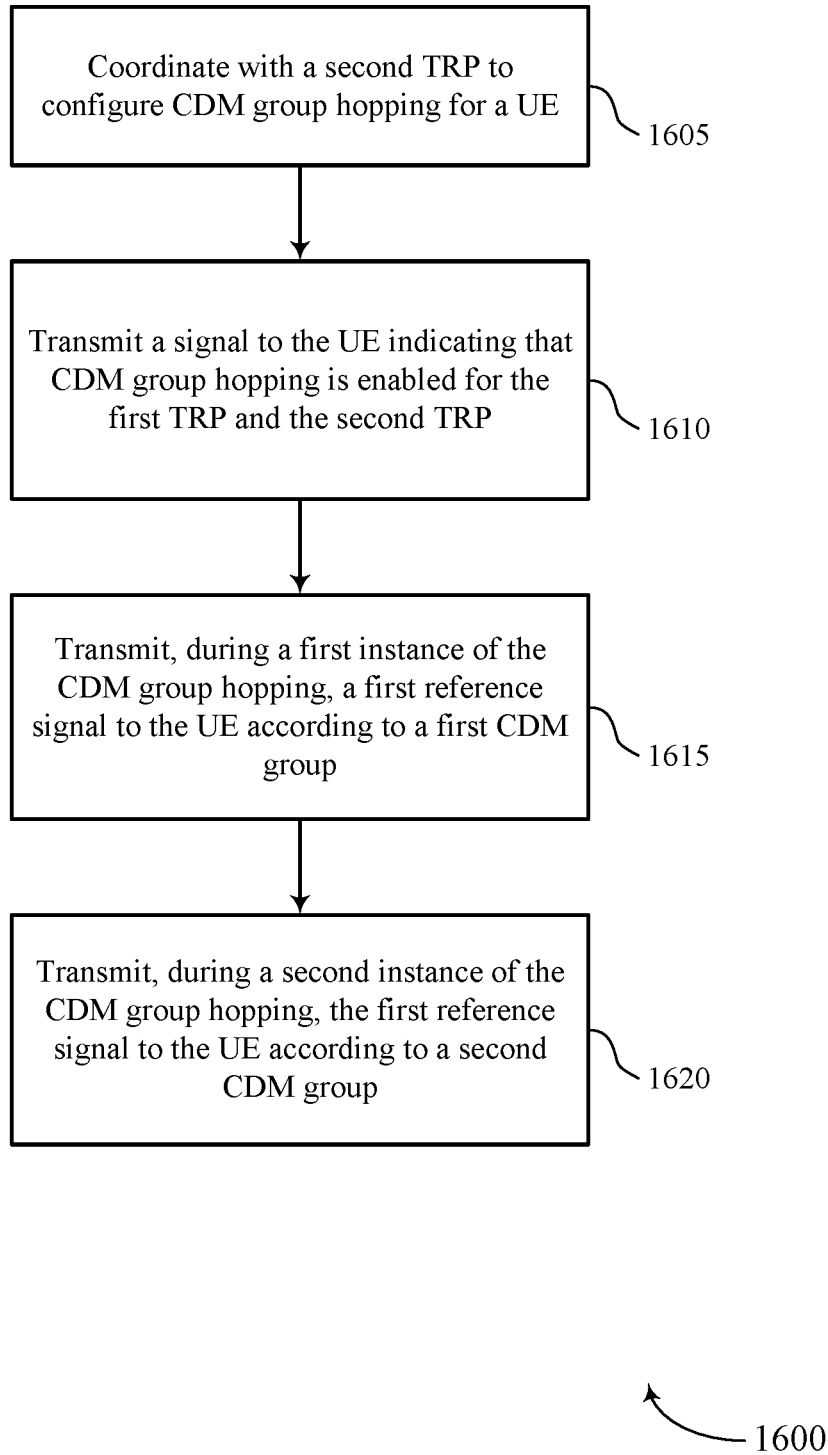 Coordinate with a second TRP to
configure CDM group hopping for a UE
1605
Transmit a signal to the UE indicating that
CDM group hopping is enabled for the
first TRP and the second TRP
1610
Transmit, during a first instance of the
CDM group hopping, a first reference
signal to the UE according to a first CDM
group
1615
Transmit, during a second instance of the
CDM group hopping, the first reference
signal to the UE according to a second
CDM group
1620
1600